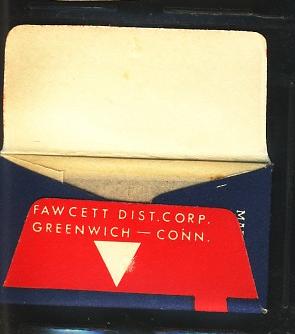 FAWCETT DIST.CORP.
GREENWICH — CONN.